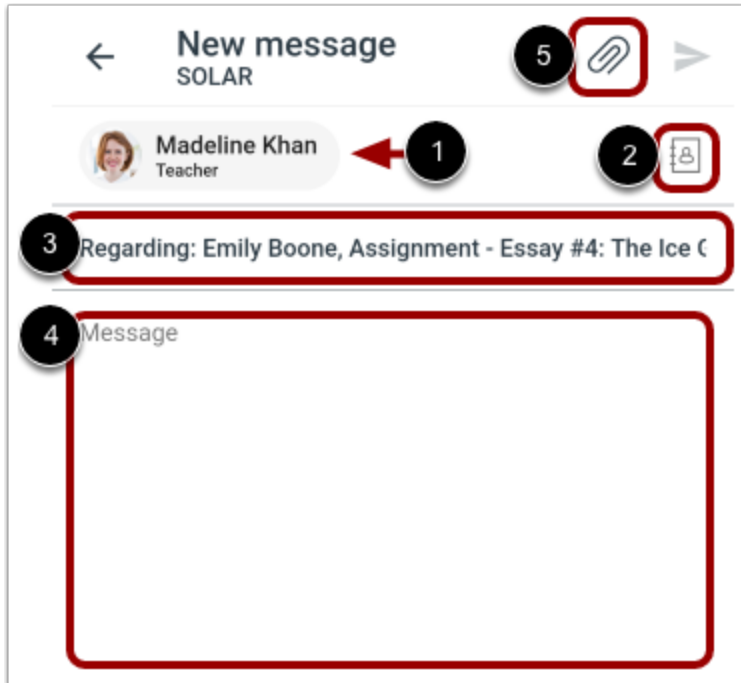 New message
SOLAR
5
Madeline Khan
Teacher
1
2
3
Regarding: Emily Boone, Assignment - Essay #4: The Ice
4
Message